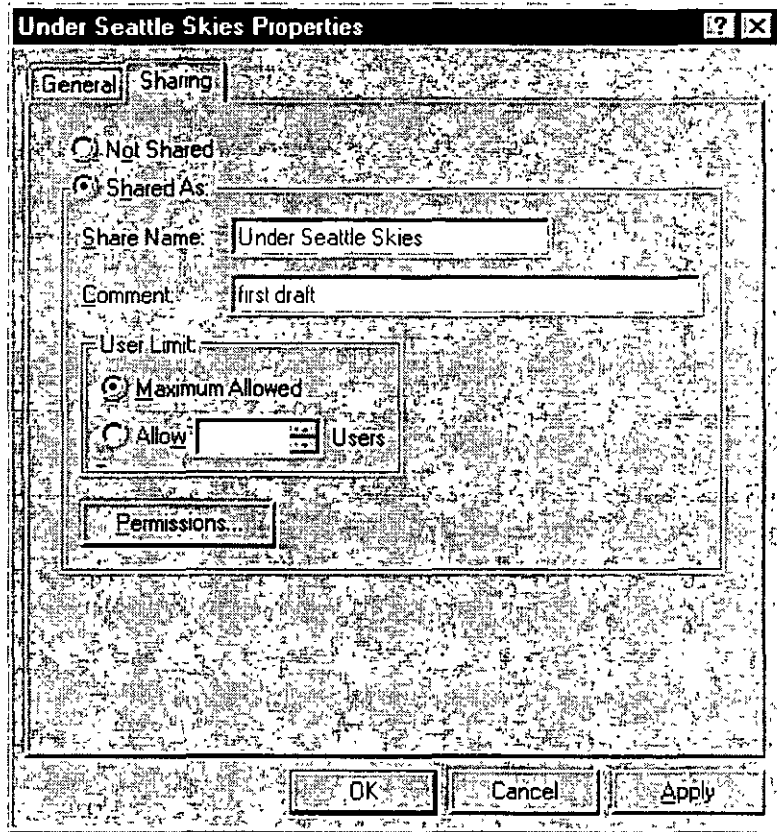 Under Seattle Skies Properties
General Sharing
Not Shared
Shared As:
Share Name: Under Seattle Skies
Comment: first draft
User Limit
Maximum Allowed
Allow Users
Permissions...
OK Cancel Apply